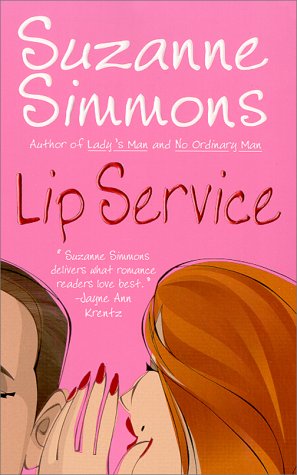 Suzanne
Simmons
Author of Lady's Man and No Ordinary Man
Lip Service
"Suzanne Simmons
delivers what romance
readers love best."
-Jayne Ann
Krentz